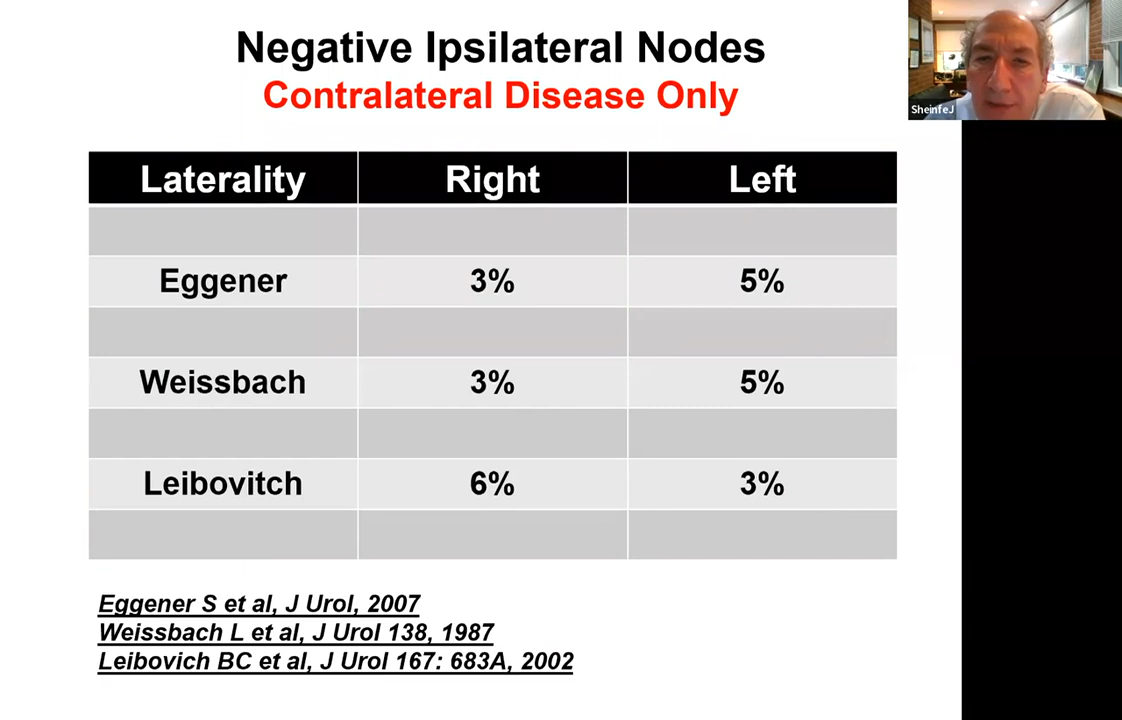 Negative Ipsilateral Nodes
Contralateral Disease Only
SheinfeJ
Laterality Right Left
Eggener 3% 5%
Weissbach 3% 5%
Leibovitch 6% 3%
Eggener S et al, J Urol, 2007
Weissbach L et al, J Urol 138, 1987
Leibovich BC et al, J Urol 167: 683A, 2002